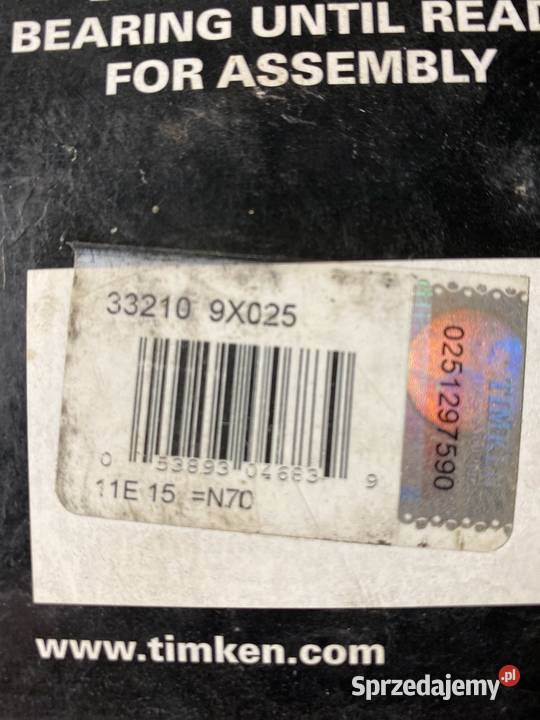 BEARING UNTIL READ
FOR ASSEMBLY
33210 9X025
0 53893 04683 9
11E 15 =N70
0251297590
TIMKEN
www.timken.com
Sprzedajemy.pl